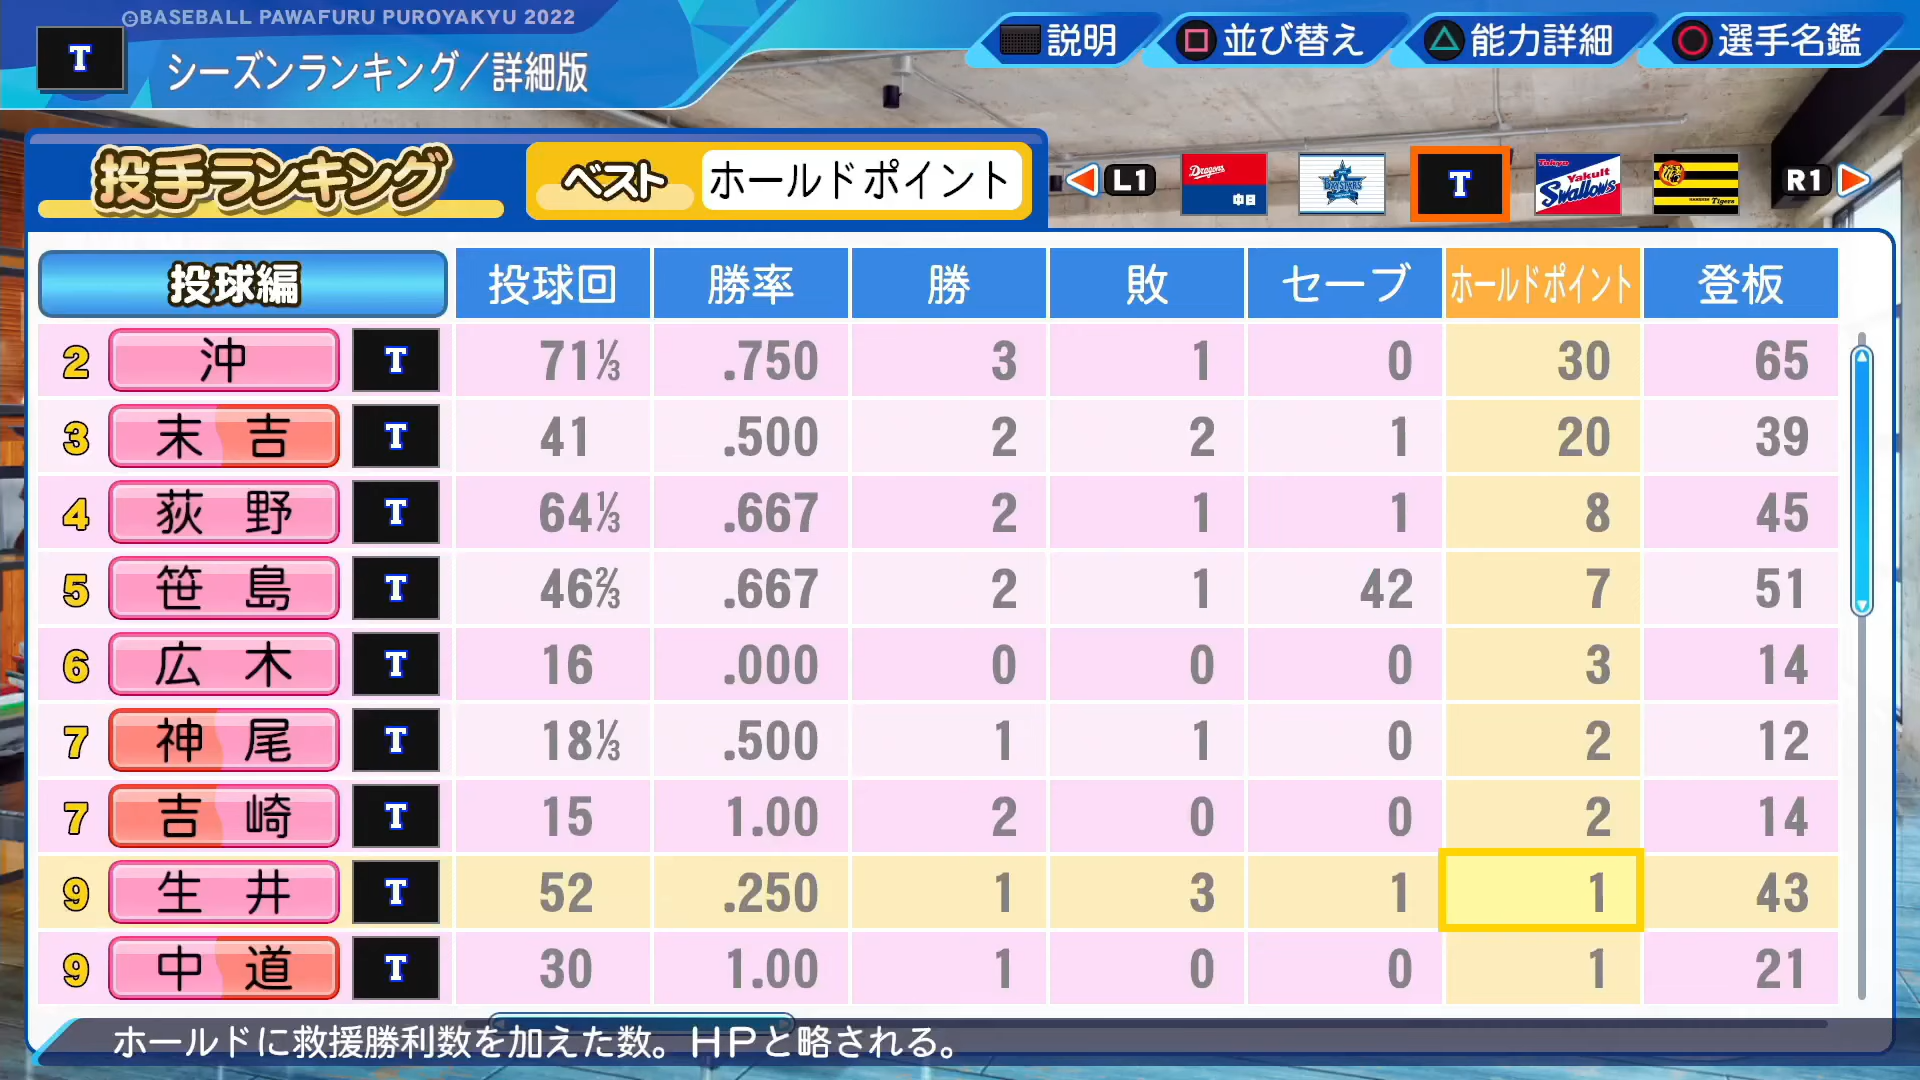 ©BASEBALL PAWAFURU PUROYAKYU 2022
T シーズンランキング／詳細版
説明 並び替え 能力詳細 選手名鑑
投手ランキング ベスト ホールドポイント
L1 Dragons 中日 BAYSTARS T Tokyo Yakult Swallows Tigers R1
投球編 投球回 勝率 勝 敗 セーブ ホールドポイント 登板
2 沖 T 71⅓ .750 3 1 0 30 65
3 末吉 T 41 .500 2 2 1 20 39
4 荻野 T 64⅓ .667 2 1 1 8 45
5 笹島 T 46⅔ .667 2 1 42 7 51
6 広木 T 16 .000 0 0 0 3 14
7 神尾 T 18⅓ .500 1 1 0 2 12
7 吉崎 T 15 1.00 2 0 0 2 14
9 生井 T 52 .250 1 3 1 1 43
9 中道 T 30 1.00 1 0 0 1 21
ホールドに救援勝利数を加えた数。ＨＰと略される。